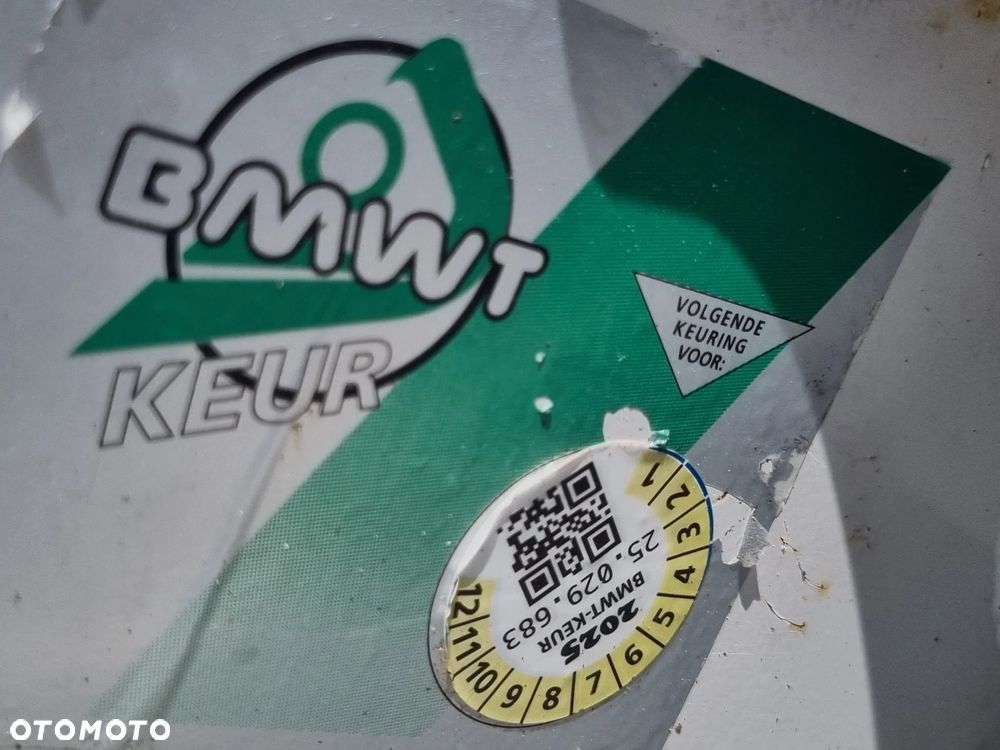 BMWT
KEUR
VOLGENDE
KEURING
VOOR:
1
2
3
4
5
6
7
8
9
10
11
12
25.029.683
BMWT-KEUR
2025
OTOMOTO